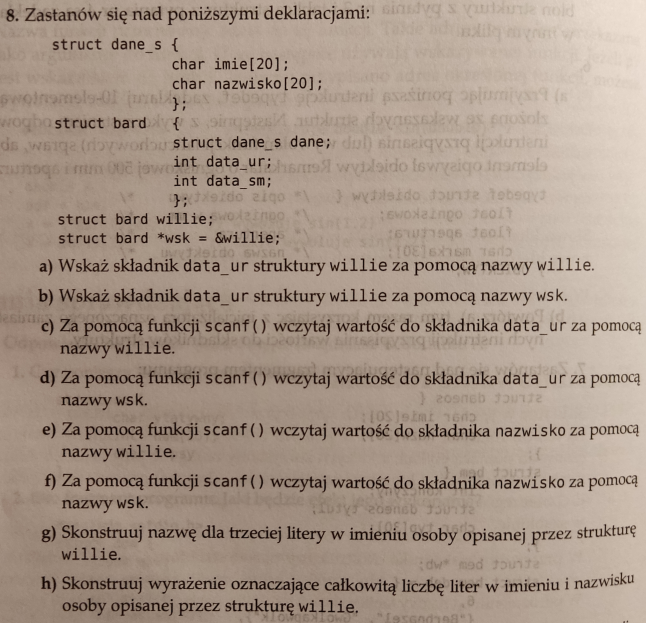 8. Zastanów się nad poniższymi deklaracjami:
struct dane_s {
char imie[20];
char nazwisko[20];
};
struct bard {
struct dane_s dane;
int data_ur;
int data_sm;
};
struct bard willie;
struct bard *wsk = &willie;
a) Wskaż składnik data_ur struktury willie za pomocą nazwy willie.
b) Wskaż składnik data_ur struktury willie za pomocą nazwy wsk.
c) Za pomocą funkcji scanf() wczytaj wartość do składnika data_ur za pomocą
nazwy willie.
d) Za pomocą funkcji scanf() wczytaj wartość do składnika data_ur za pomocą
nazwy wsk.
e) Za pomocą funkcji scanf() wczytaj wartość do składnika nazwisko za pomocą
nazwy willie.
f) Za pomocą funkcji scanf() wczytaj wartość do składnika nazwisko za pomocą
nazwy wsk.
g) Skonstruuj nazwę dla trzeciej litery w imieniu osoby opisanej przez strukturę
willie.
h) Skonstruuj wyrażenie oznaczające całkowitą liczbę liter w imieniu i nazwisku
osoby opisanej przez strukturę willie.